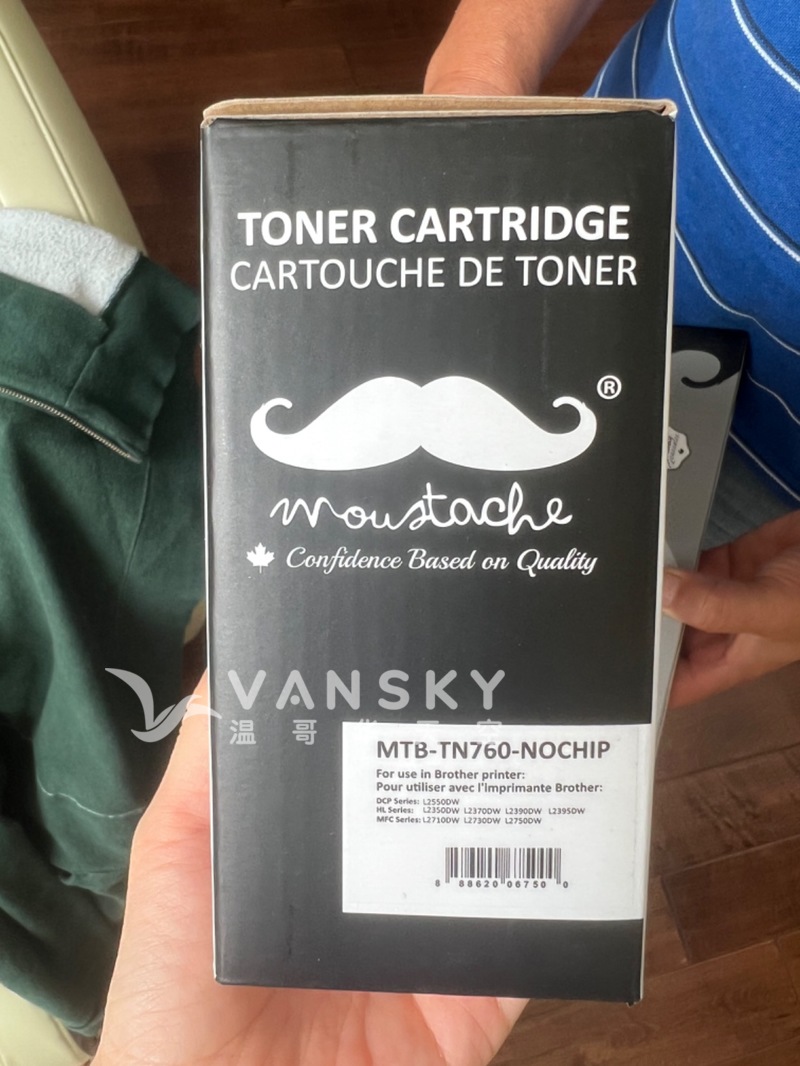 TONER CARTRIDGE
CARTOUCHE DE TONER
®
moustache
Confidence Based on Quality
VANSKY
温哥
MTB-TN760-NOCHIP
For use in Brother printer:
Pour utiliser avec l'Imprimante Brother:
DCP Series: L2550DW
HL Series: L2350DW L2370DW L2390DW L2395DW
MFC Series: L2710DW L2730DW L2750DW
8 88620 06750 0